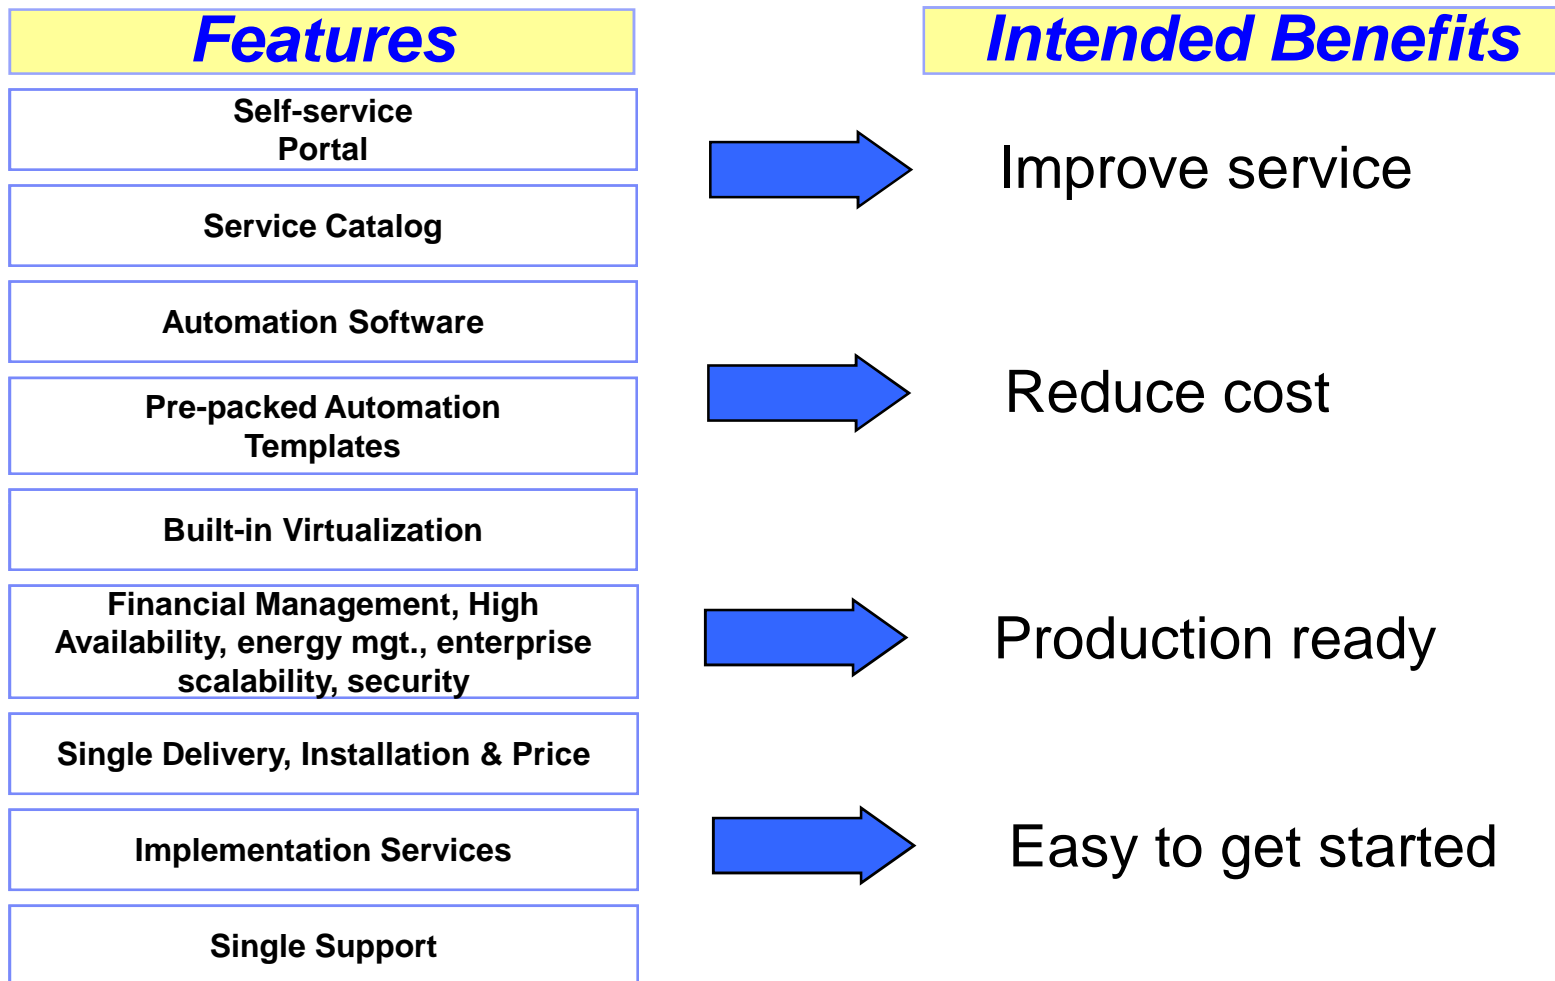 Features
Intended Benefits
Self-service
Portal
Service Catalog
Automation Software
Pre-packed Automation
Templates
Built-in Virtualization
Financial Management, High
Availability, energy mgt., enterprise
scalability, security
Single Delivery, Installation & Price
Implementation Services
Single Support
Improve service
Reduce cost
Production ready
Easy to get started